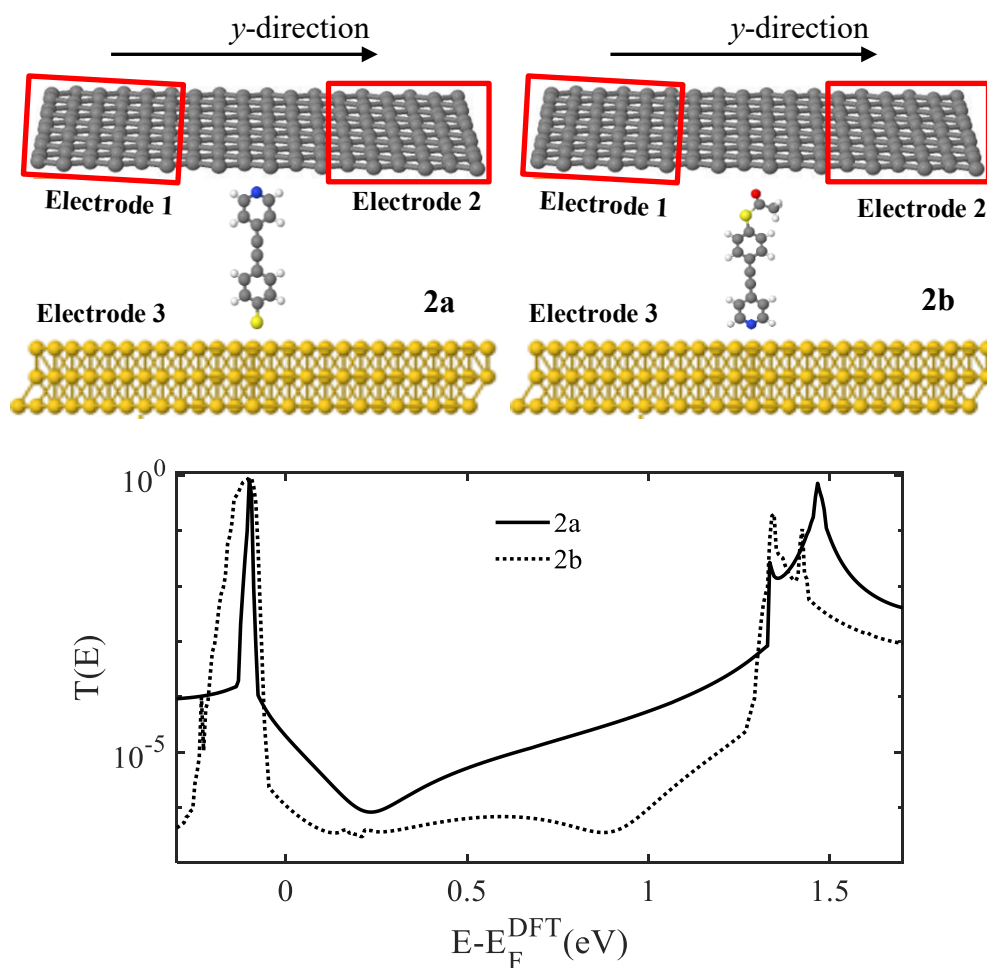 y-direction
y-direction
Electrode 1
Electrode 2
Electrode 1
Electrode 2
Electrode 3
2a
Electrode 3
2b
10^0
2a
2b
T(E)
10^-5
0
0.5
1
1.5
E-E_F^DFT(eV)